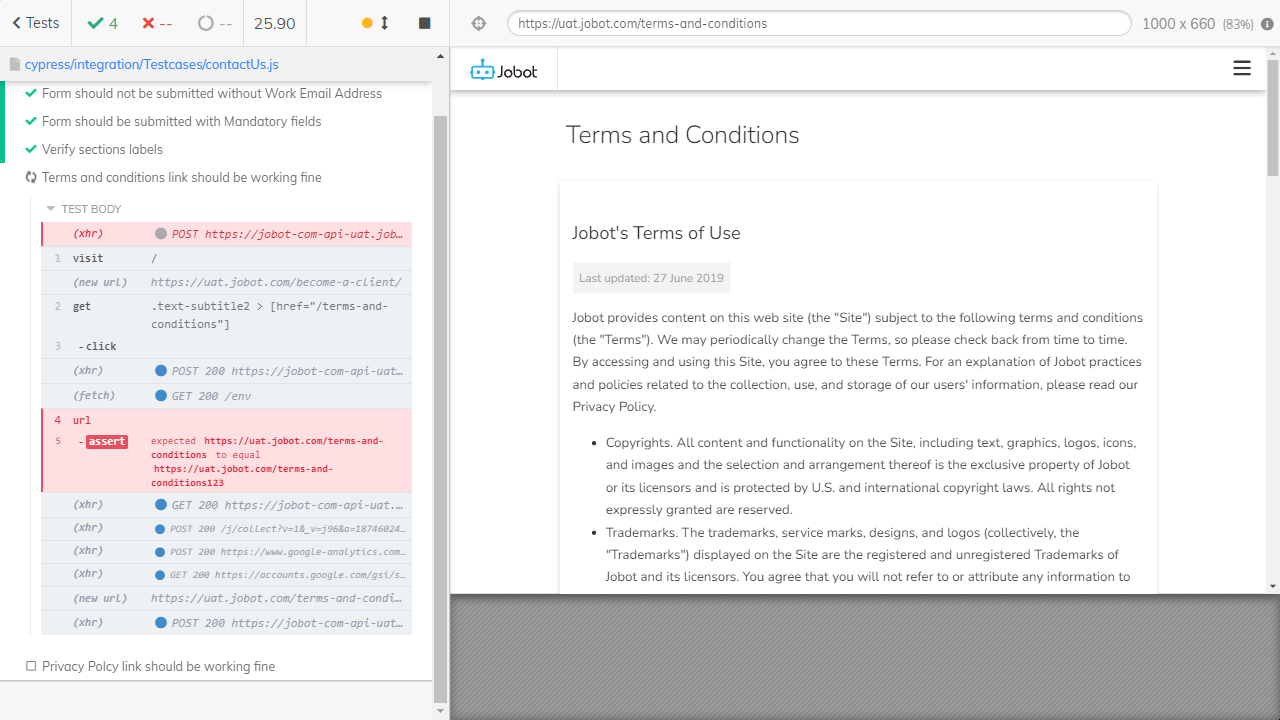 Tests
4
--
--
25.90
https://uat.jobot.com/terms-and-conditions
1000 x 660 (83%)
cypress/integration/Testcases/contactUs.js
Form should not be submitted without Work Email Address
Form should be submitted with Mandatory fields
Verify sections labels
Terms and conditions link should be working fine
TEST BODY
(xhr) POST https://jobot-com-api-uat.job…
1 visit /
(new url) https://uat.jobot.com/become-a-client/
2 get .text-subtitle2 > [href="/terms-and-
conditions"]
3 -click
(xhr) POST 200 https://jobot-com-api-uat…
(fetch) GET 200 /env
4 url
5 -assert expected https://uat.jobot.com/terms-and-
conditions to equal
https://uat.jobot.com/terms-and-
conditions123
(xhr) GET 200 https://jobot-com-api-uat.…
(xhr) POST 200 /j/collect?v=1&_v=j96&a=18746024…
(xhr) POST 200 https://www.google-analytics.com…
(xhr) GET 200 https://accounts.google.com/gsi/s…
(new url) https://uat.jobot.com/terms-and-condi…
(xhr) POST 200 https://jobot-com-api-uat…
Privacy Polcy link should be working fine
Jobot
Terms and Conditions
Jobot's Terms of Use
Last updated: 27 June 2019
Jobot provides content on this web site (the "Site") subject to the following terms and conditions
(the "Terms"). We may periodically change the Terms, so please check back from time to time.
By accessing and using this Site, you agree to these Terms. For an explanation of Jobot practices
and policies related to the collection, use, and storage of our users' information, please read our
Privacy Policy.
• Copyrights. All content and functionality on the Site, including text, graphics, logos, icons,
and images and the selection and arrangement thereof is the exclusive property of Jobot
or its licensors and is protected by U.S. and international copyright laws. All rights not
expressly granted are reserved.
• Trademarks. The trademarks, service marks, designs, and logos (collectively, the
"Trademarks") displayed on the Site are the registered and unregistered Trademarks of
Jobot and its licensors. You agree that you will not refer to or attribute any information to